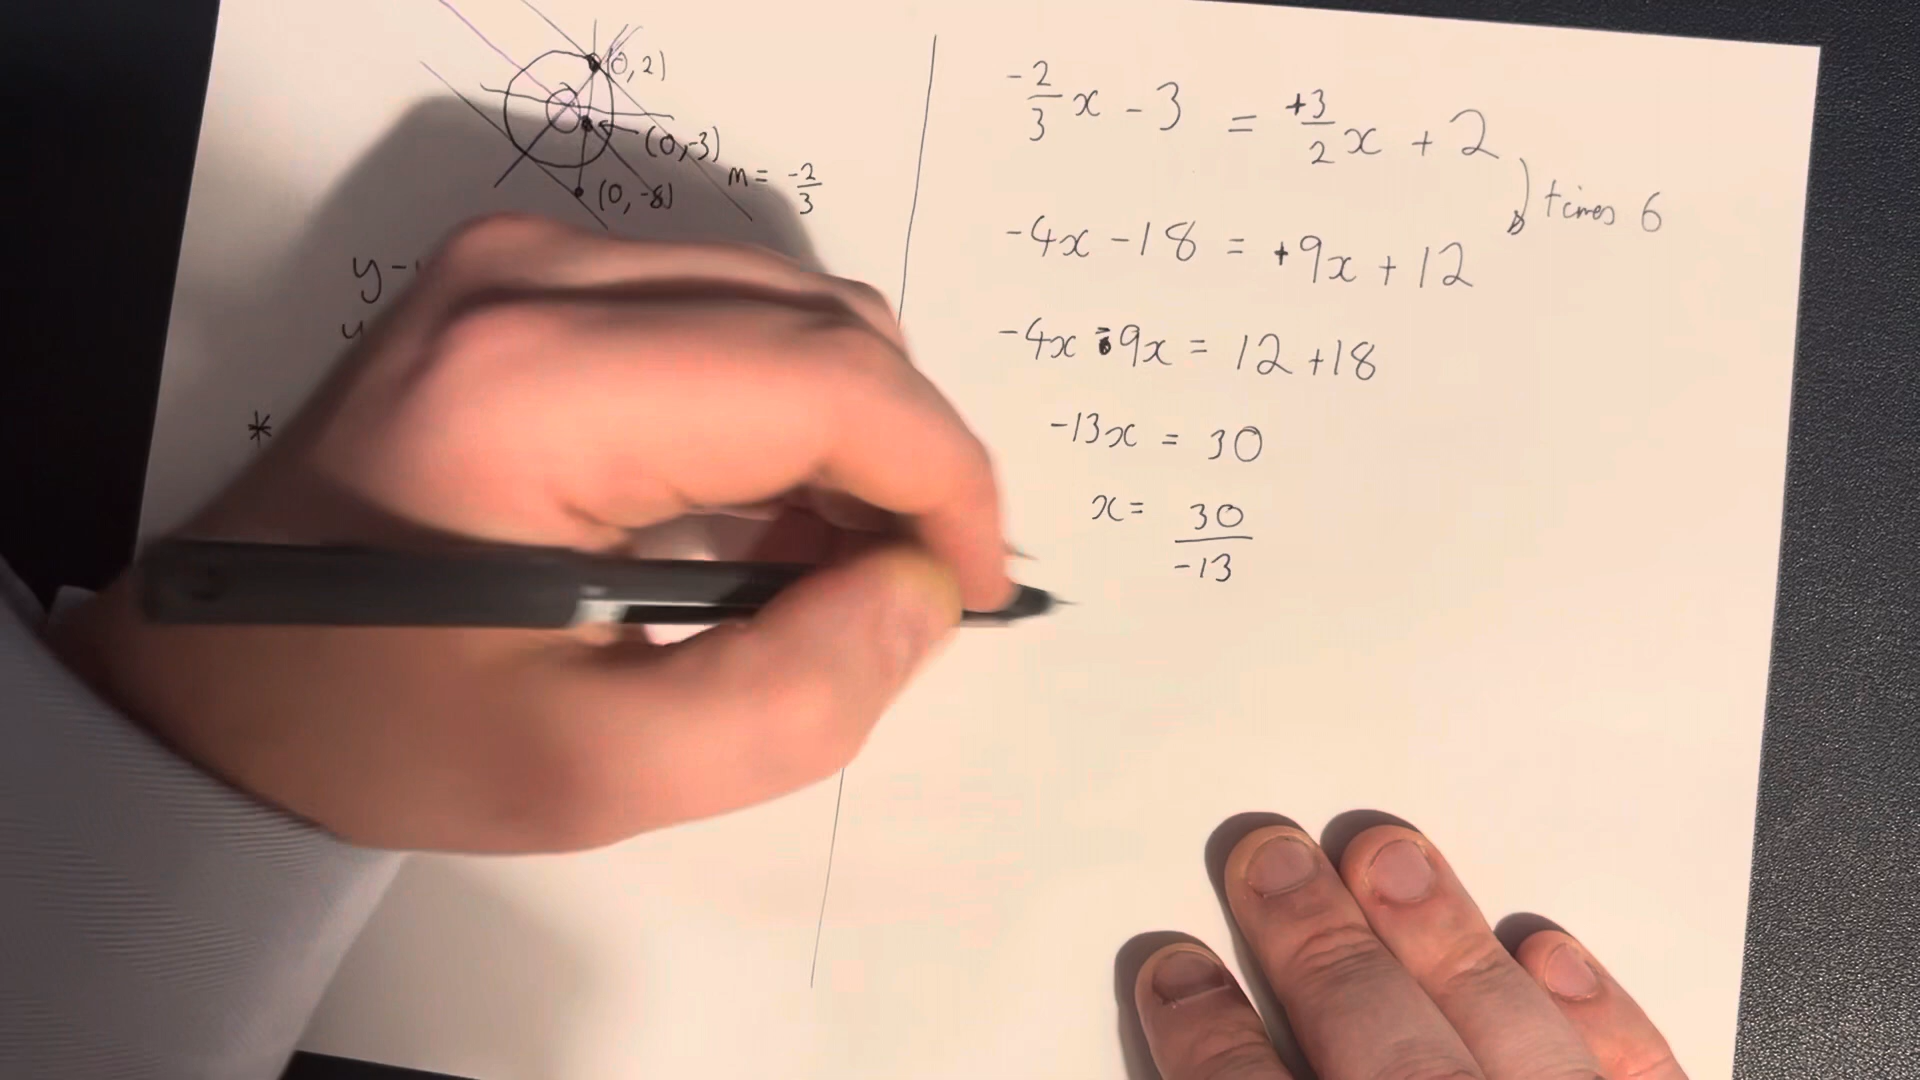 (0, 2)
(0, -3)
m = -2/3
(0, -8)
y -
y
*
-2/3 x - 3 = +3/2 x + 2
times 6
-4x - 18 = +9x + 12
-4x - 9x = 12 + 18
-13x = 30
x = 30/-13